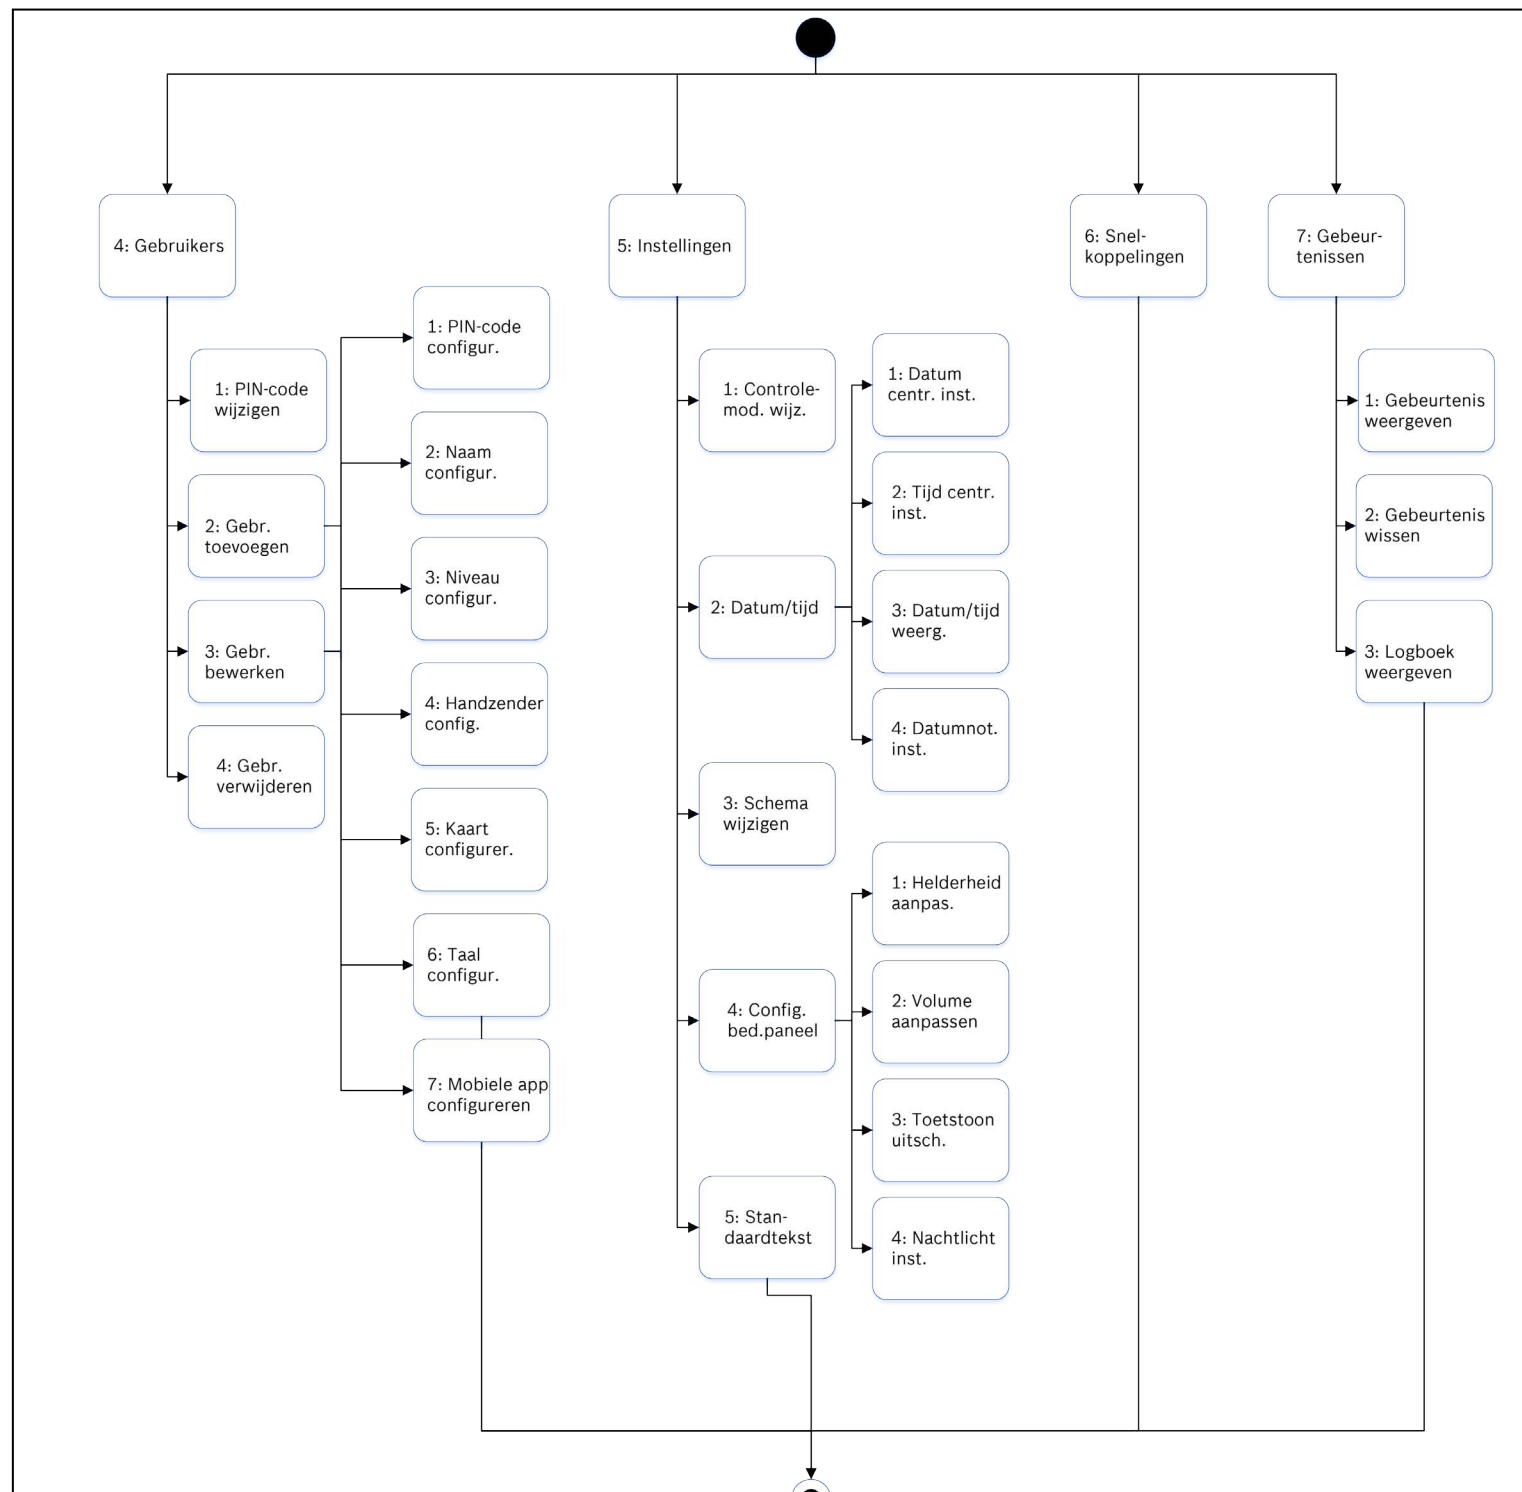 4: Gebruikers
1: PIN-code
wijzigen
2: Gebr.
toevoegen
3: Gebr.
bewerken
4: Gebr.
verwijderen
1: PIN-code
configur.
2: Naam
configur.
3: Niveau
configur.
4: Handzender
config.
5: Kaart
configurer.
6: Taal
configur.
7: Mobiele app
configureren
5: Instellingen
1: Controle-
mod. wijz.
2: Datum/tijd
3: Schema
wijzigen
4: Config.
bed.paneel
5: Stan-
daardtekst
1: Datum
centr. inst.
2: Tijd centr.
inst.
3: Datum/tijd
weerg.
4: Datumnot.
inst.
1: Helderheid
aanpas.
2: Volume
aanpassen
3: Toetstoon
uitsch.
4: Nachtlicht
inst.
6: Snel-
koppelingen
7: Gebeur-
tenissen
1: Gebeurtenis
weergeven
2: Gebeurtenis
wissen
3: Logboek
weergeven